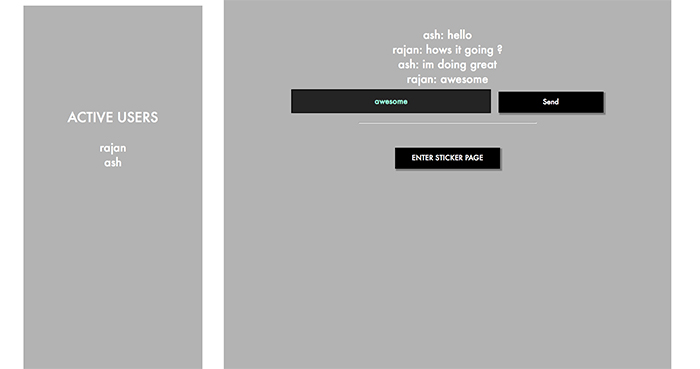 ACTIVE USERS
rajan
ash
ash: hello
rajan: hows it going ?
ash: im doing great
rajan: awesome
awesome
Send
ENTER STICKER PAGE